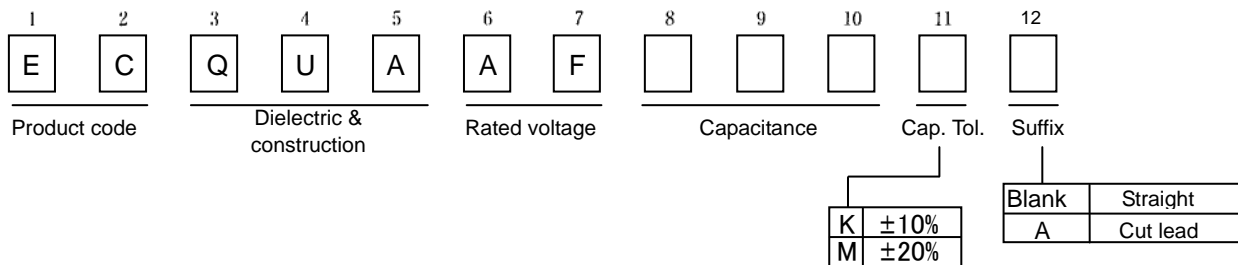 1 2 3 4 5 6 7 8 9 10 11 12
E C Q U A A F
Product code
Dielectric &
construction
Rated voltage
Capacitance
Cap. Tol.
Suffix
K ±10%
M ±20%
Blank Straight
A Cut lead